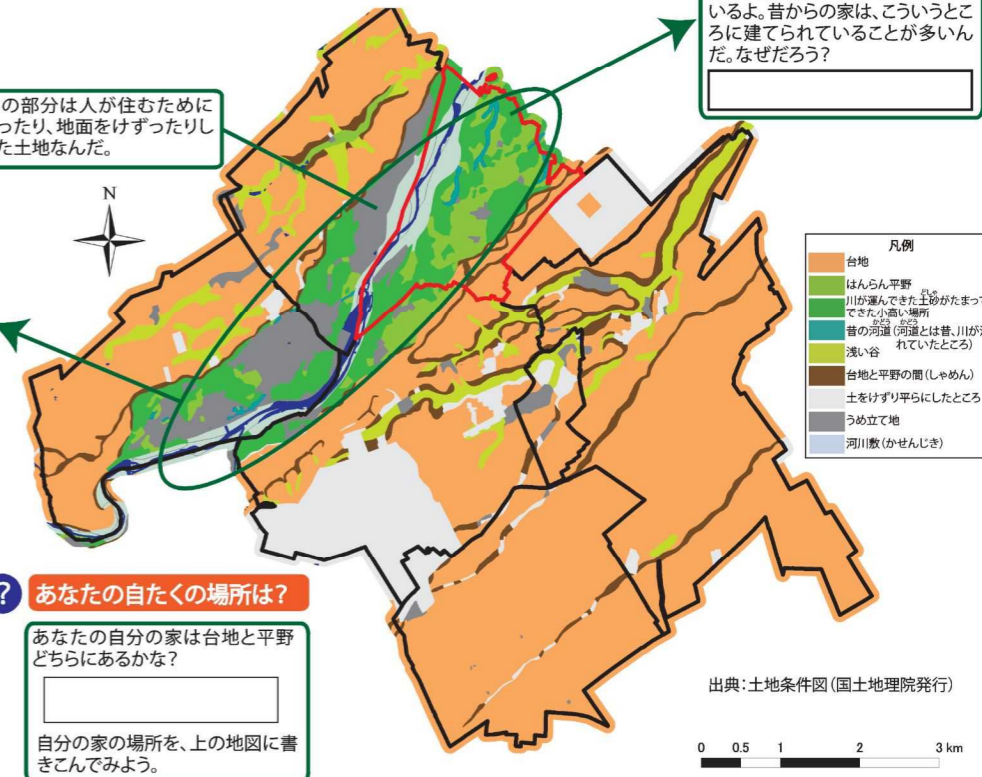 いるよ。昔からの家は、こういうとこ
ろに建てられていることが多いん
だ。なぜだろう?
の部分は人が住むために
ったり、地面をけずったりし
た土地なんだ。
N
凡例
台地
はんらん平野
川が運んできた土砂がたまって
どしゃ
できた小高い場所
かどう かどう
昔の河道(河道とは昔、川が
れていたところ)
浅い谷
台地と平野の間(しゃめん)
土をけずり平らにしたところ
うめ立て地
河川敷(かせんじき)
? あなたの自たくの場所は?
あなたの自分の家は台地と平野
どちらにあるかな?
自分の家の場所を、上の地図に書
きこんでみよう。
出典:土地条件図(国土地理院発行)
0 0.5 1 2 3 km